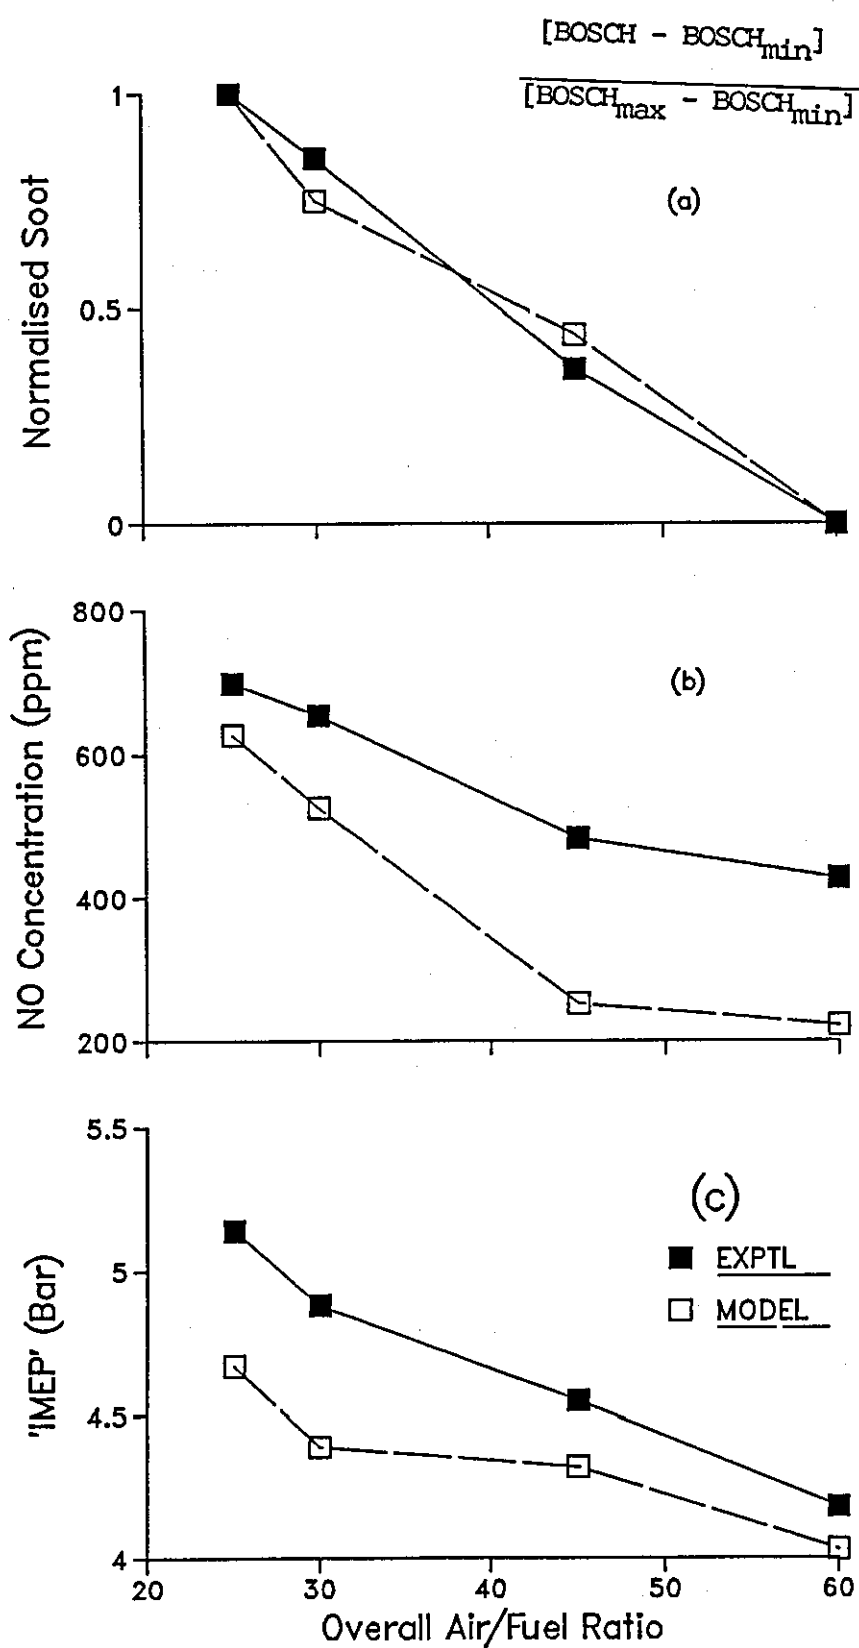 [BOSCH - BOSCHmin]
[BOSCHmax - BOSCHmin]
1
0.5
0
Normalised Soot
(a)
800
600
400
200
NO Concentration (ppm)
(b)
5.5
5
4.5
4
'IMEP' (Bar)
(c)
EXPTL
MODEL
20 30 40 50 60
Overall Air/Fuel Ratio